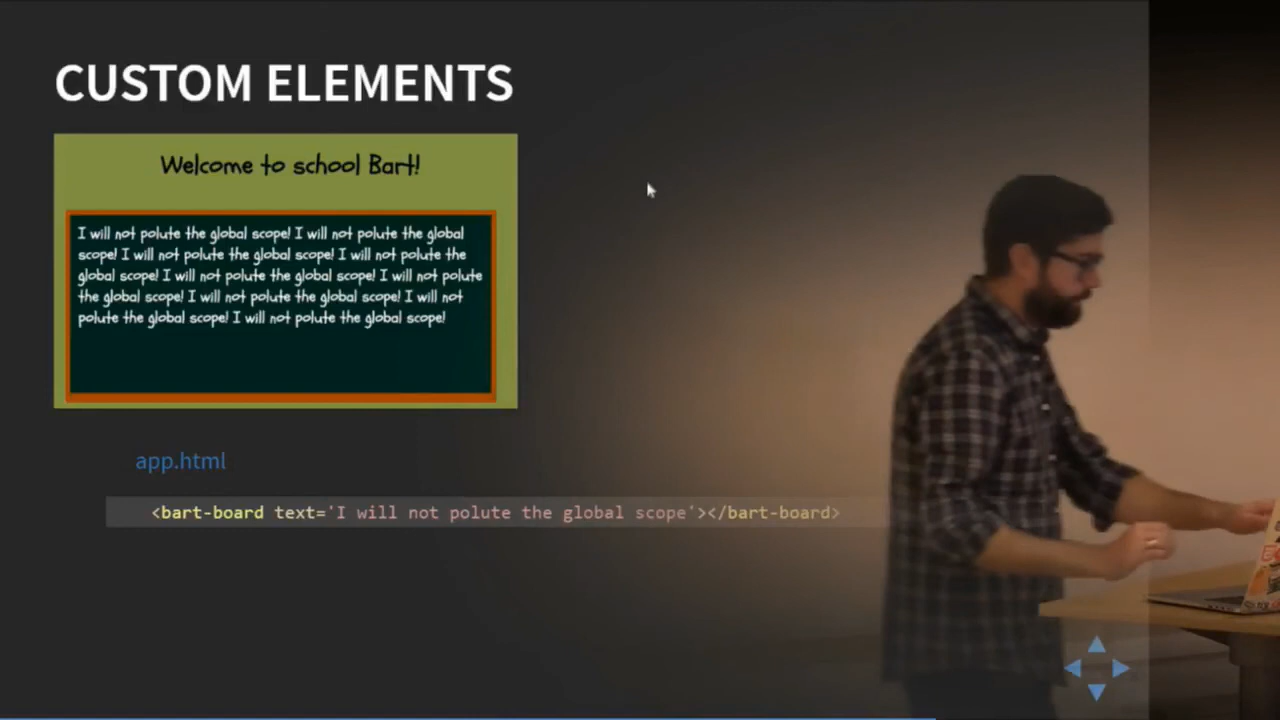 CUSTOM ELEMENTS
Welcome to school Bart!
I will not polute the global scope! I will not polute the global
scope! I will not polute the global scope! I will not polute the
global scope! I will not polute the global scope! I will not polute
the global scope! I will not polute the global scope! I will not
polute the global scope! I will not polute the global scope!
app.html
<bart-board text='I will not polute the global scope'></bart-board>